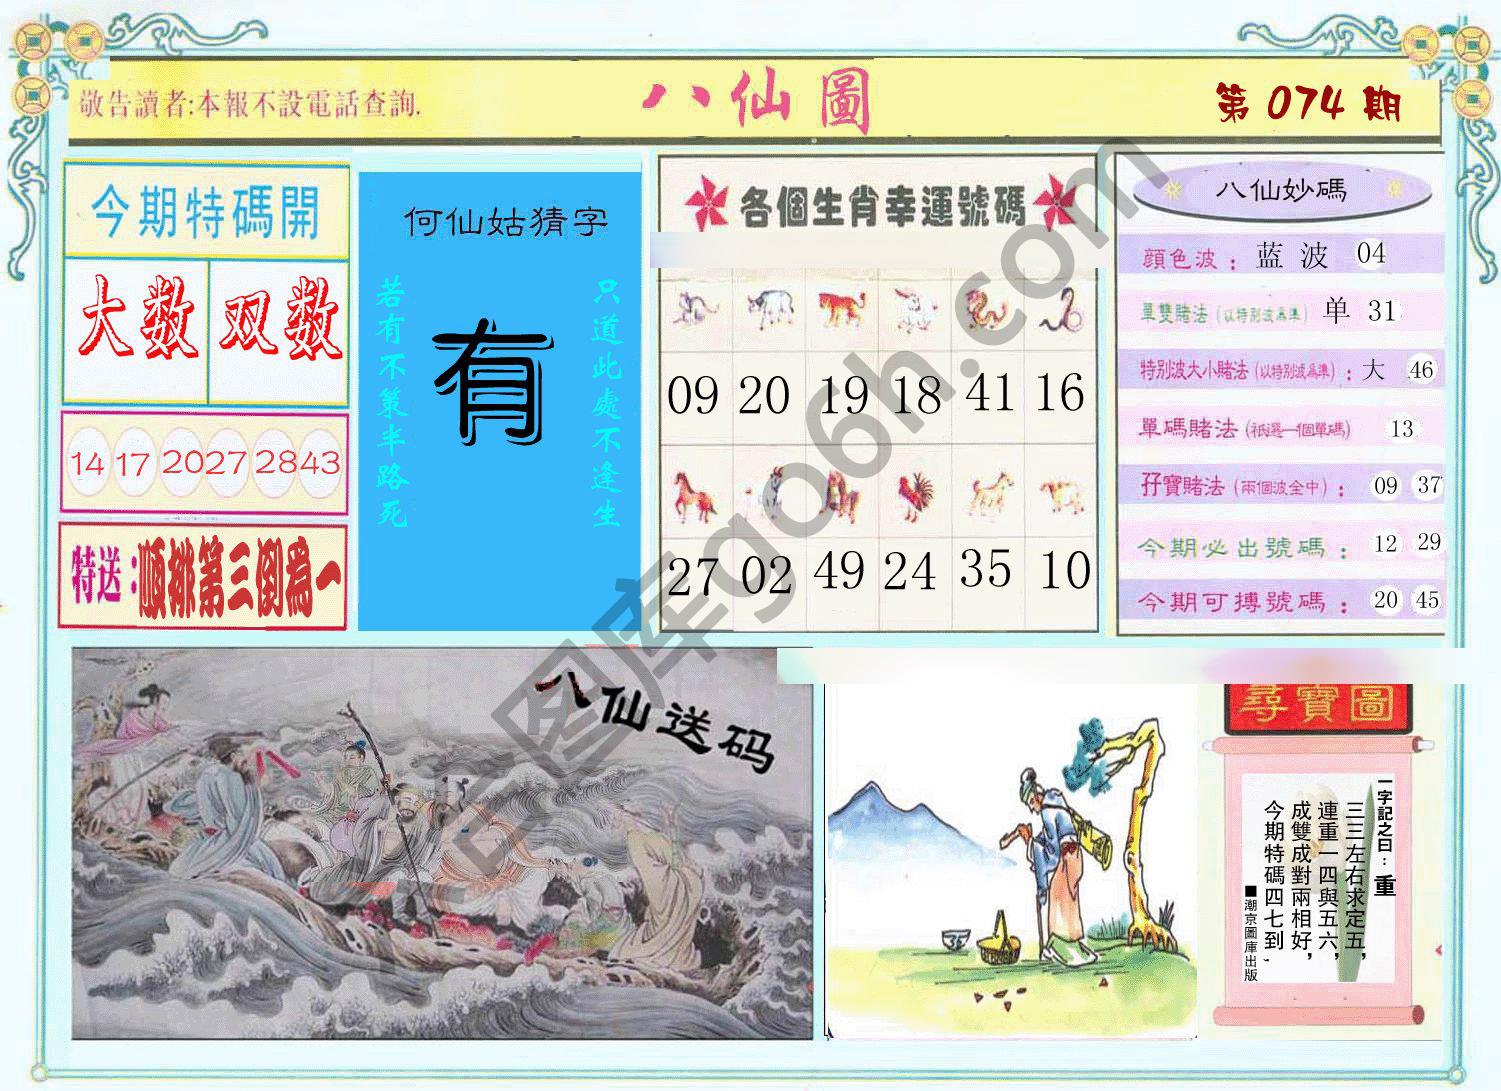 敬告讀者:本報不設電話查詢.
八仙圖
第 074 期
今期特碼開
大数 双数
14 17 20 27 28 43
特送:順排第三倒為一
何仙姑猜字
只道此處不逢生
有
若有不策半路死
各個生肖幸運號碼
09 20 19 18 41 16
27 02 49 24 35 10
八仙妙碼
顔色波: 蓝波 04
單雙賭法(以特别波為準) 单 31
特别波大小賭法(以特别波為準): 大 46
單碼賭法(祇選一個單碼) 13
孖寶賭法(兩個波全中): 09 37
今期必出號碼: 12 29
今期可搏號碼: 20 45
八仙送码
36
尋寶圖
一字記之曰:重
三三左右求定五,
連重一四與五六,
成雙成對兩相好,
今期特碼四七到,
■潮京圖庫出版
图库go6h.com